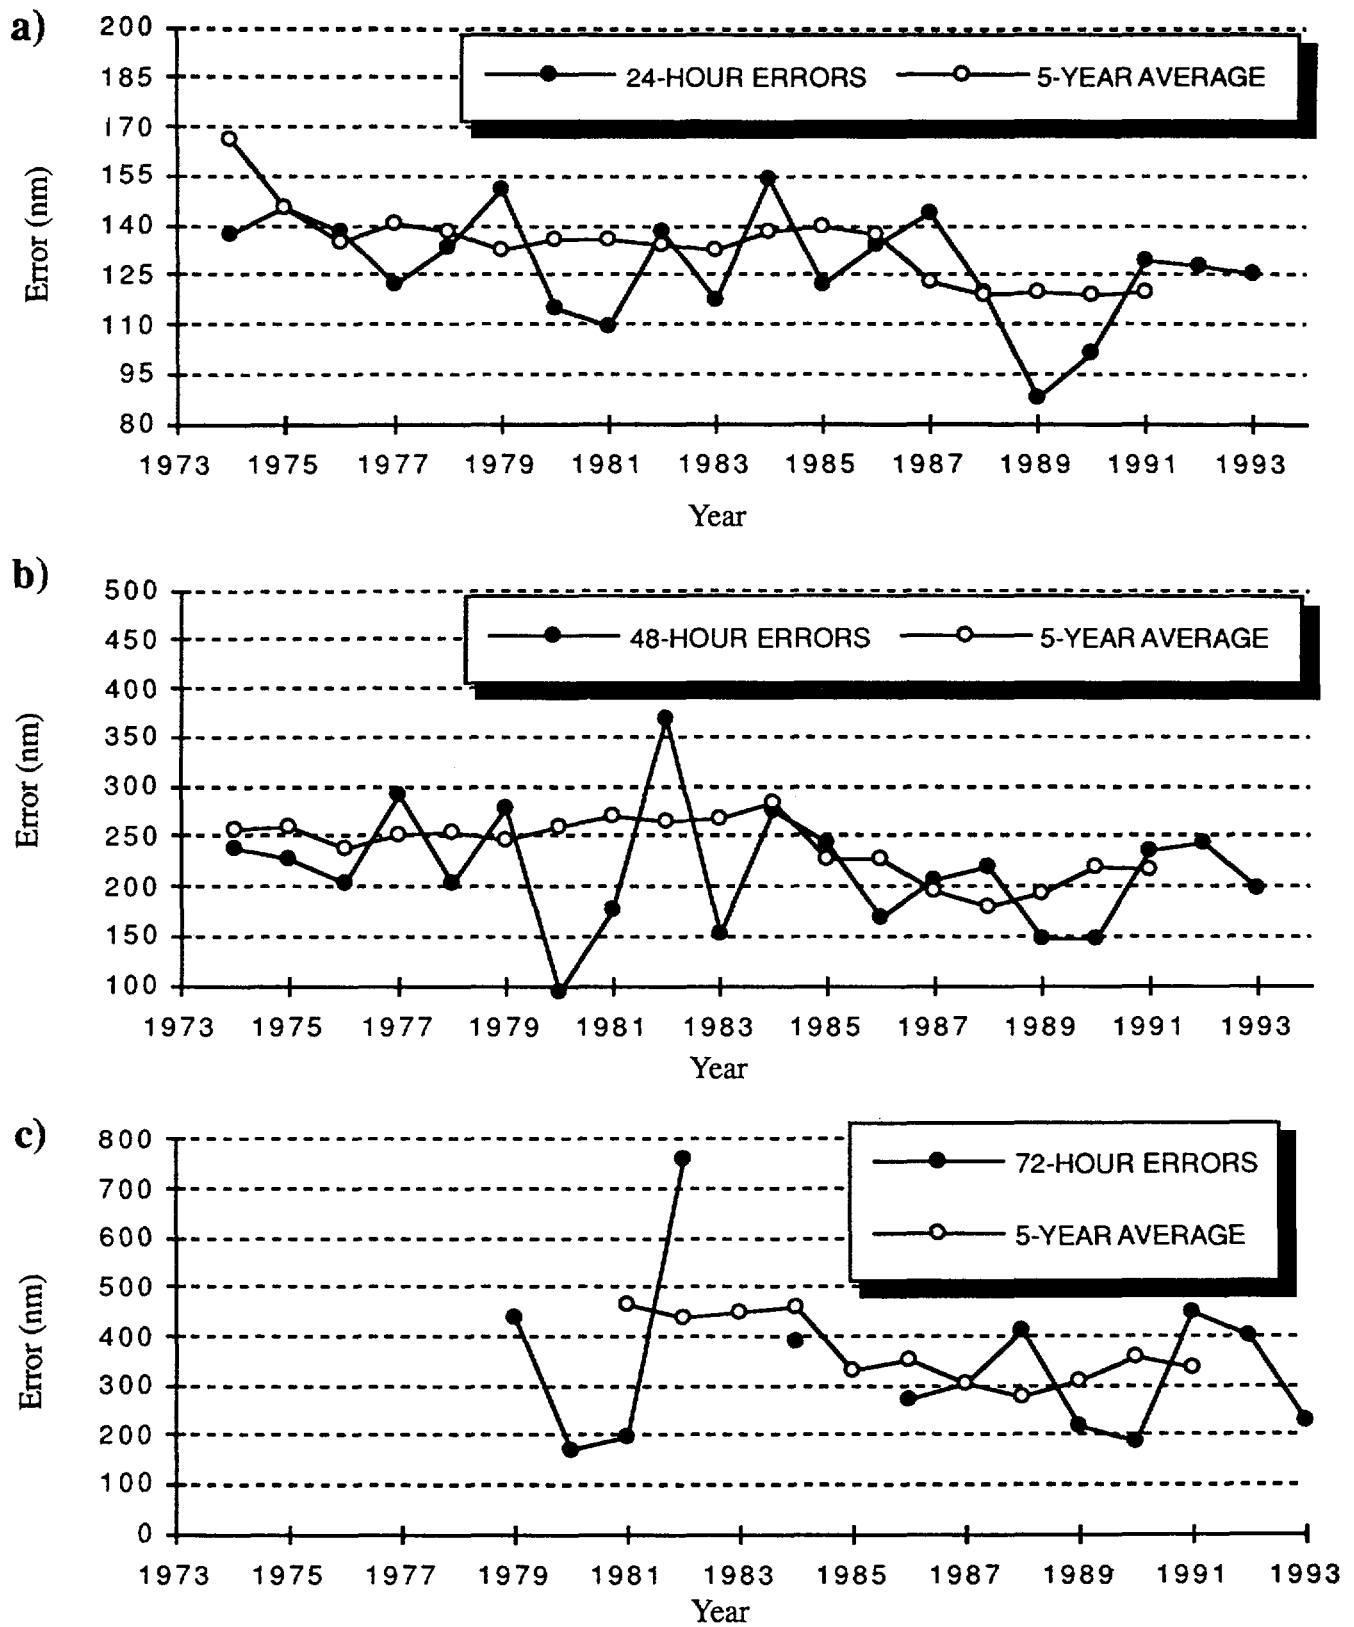 a)
200
185
170
155
140
125
110
95
80
Error (nm)
24-HOUR ERRORS 5-YEAR AVERAGE
1973 1975 1977 1979 1981 1983 1985 1987 1989 1991 1993
Year
b)
500
450
400
350
300
250
200
150
100
Error (nm)
48-HOUR ERRORS 5-YEAR AVERAGE
1973 1975 1977 1979 1981 1983 1985 1987 1989 1991 1993
Year
c)
800
700
600
500
400
300
200
100
0
Error (nm)
72-HOUR ERRORS
5-YEAR AVERAGE
1973 1975 1977 1979 1981 1983 1985 1987 1989 1991 1993
Year